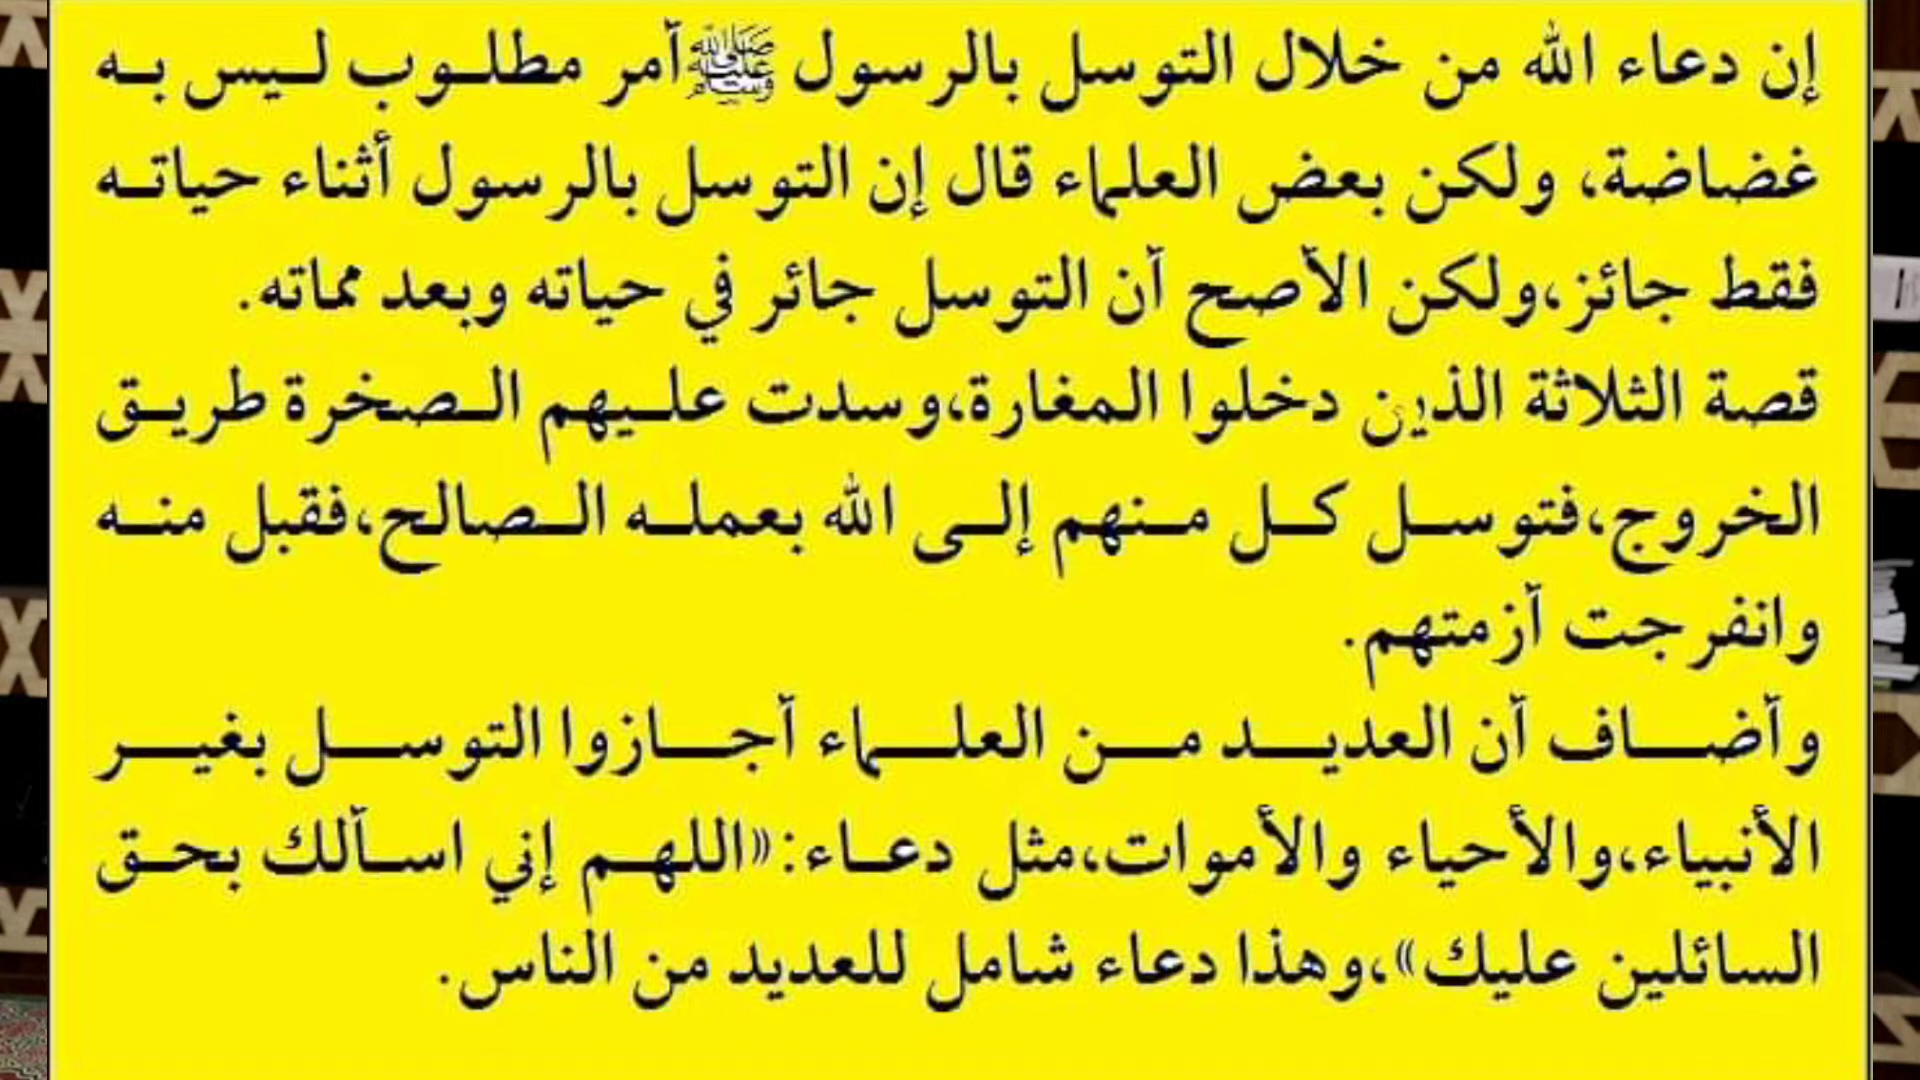 إن دعاء الله من خلال التوسل بالرسول ﷺ أمر مطلوب ليس به
غضاضة، ولكن بعض العلماء قال إن التوسل بالرسول أثناء حياته
فقط جائز،ولكن الأصح أن التوسل جائر في حياته وبعد مماته.
قصة الثلاثة الذين دخلوا المغارة،وسدت عليهم الصخرة طريق
الخروج،فتوسل كل منهم إلى الله بعمله الصالح،فقبل منه
وانفرجت أزمتهم.
وأضاف أن العديد من العلماء أجازوا التوسل بغير
الأنبياء،والأحياء والأموات،مثل دعاء:«اللهم إني اسألك بحق
السائلين عليك»،وهذا دعاء شامل للعديد من الناس.